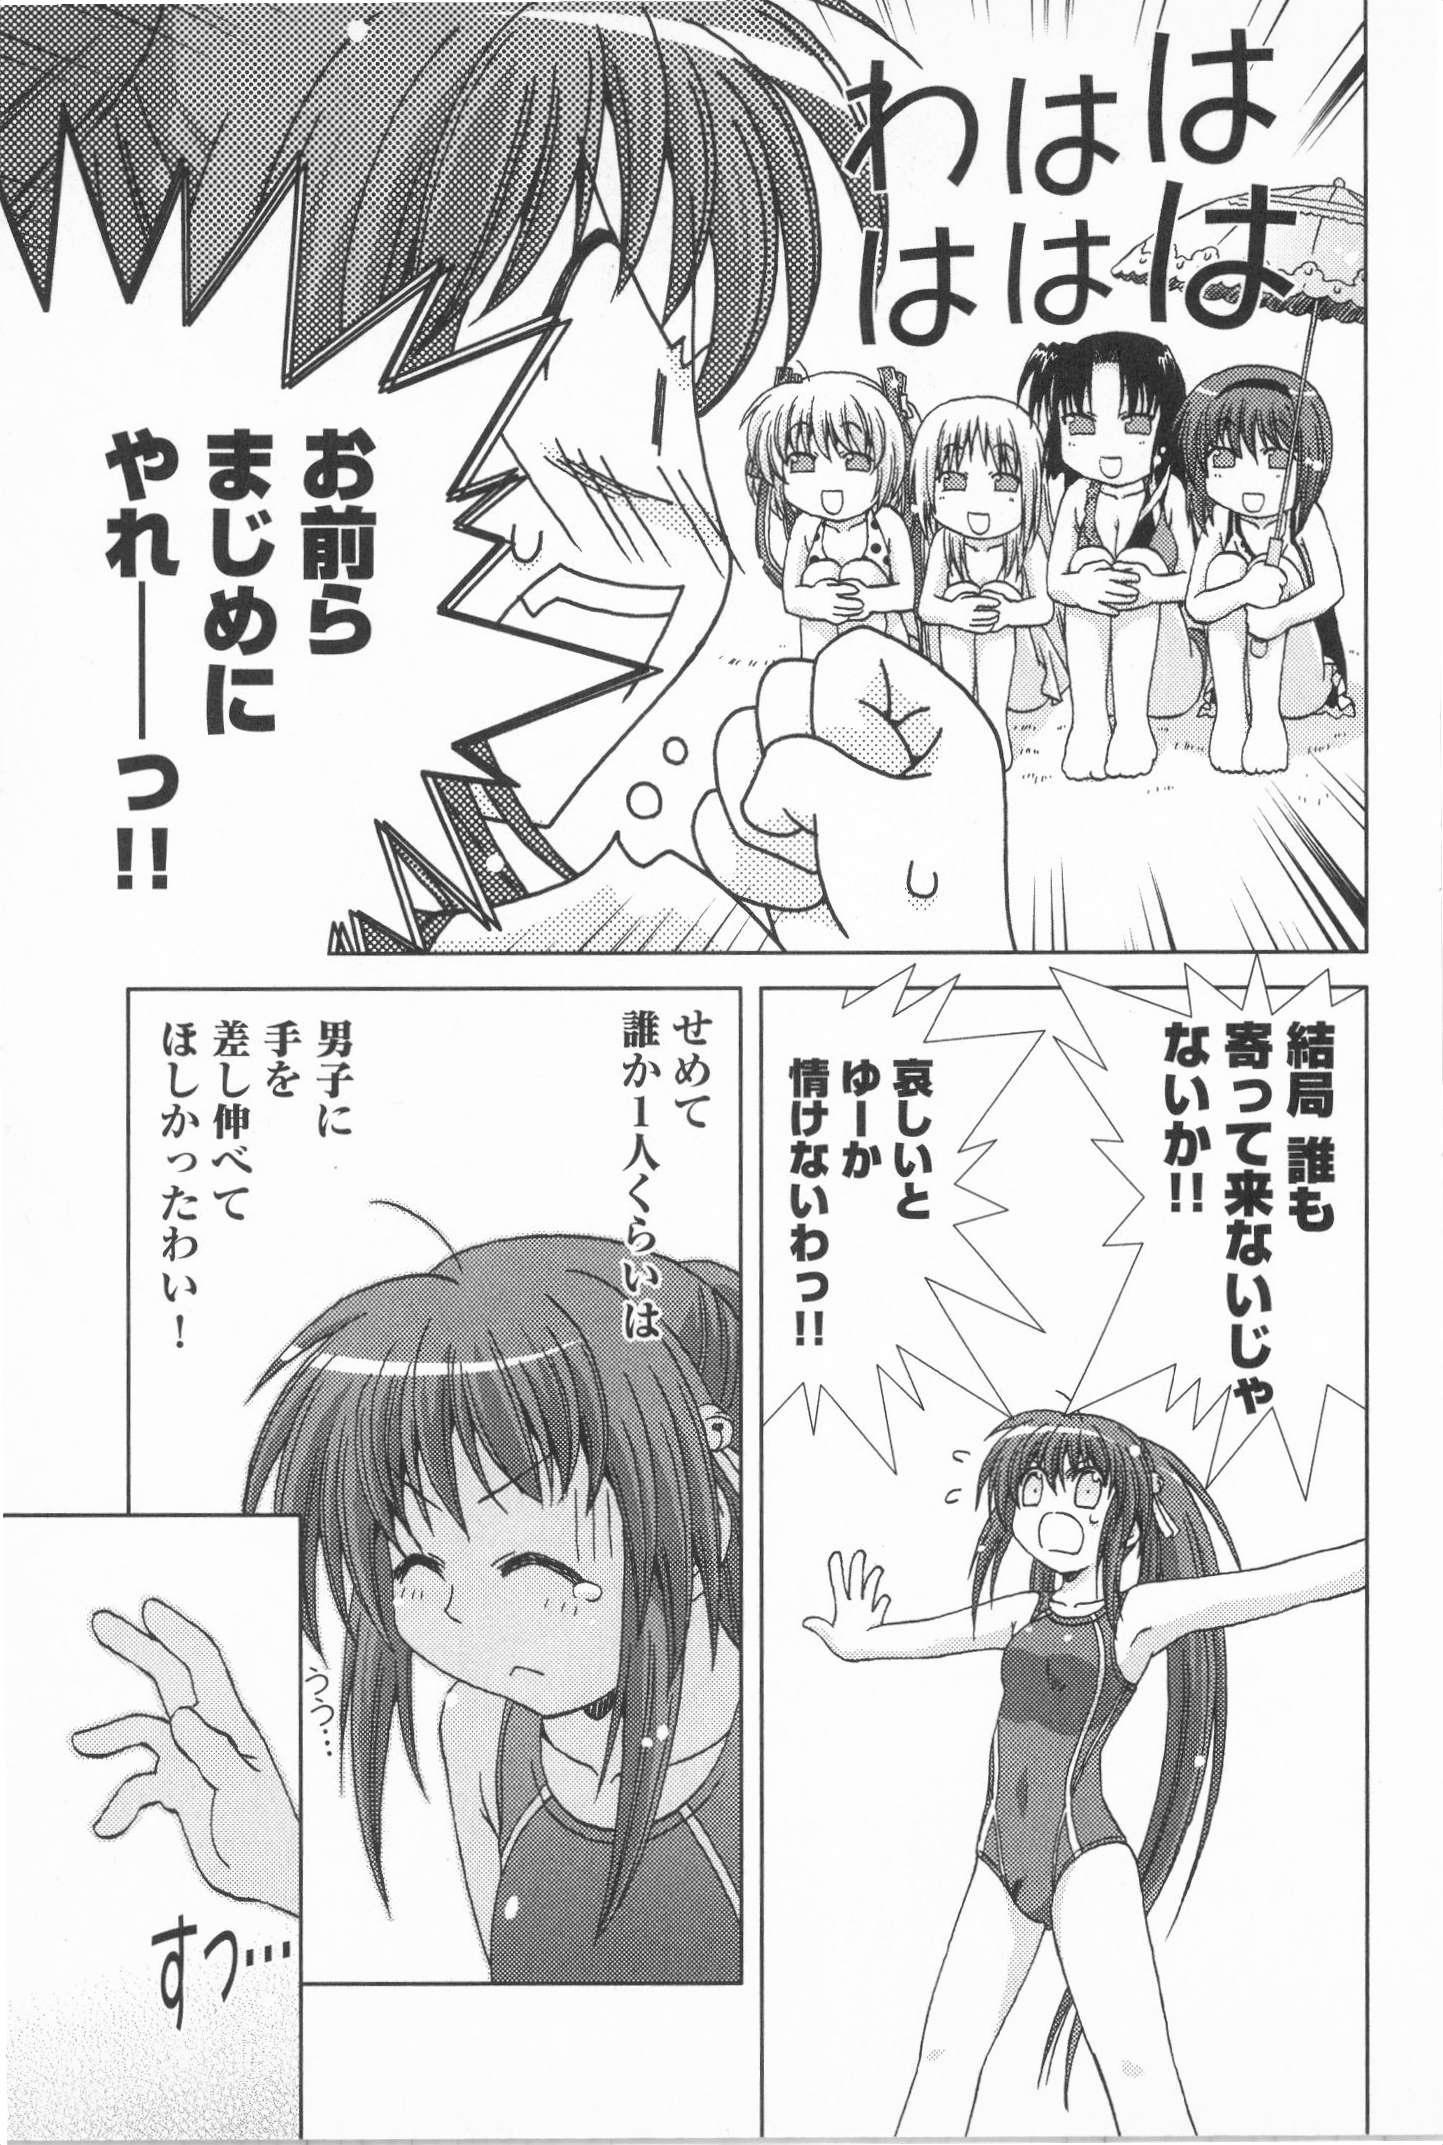 わはははは
はは
お前ら
まじめに
やれ――っ!!
結局 誰も
寄って来ないじゃ
ないか!!
哀しいと
ゆーか
情けないわっ!!
せめて
誰か1人くらいは
男子に
手を
差し伸べて
ほしかったわい！
うっ…
すっ…